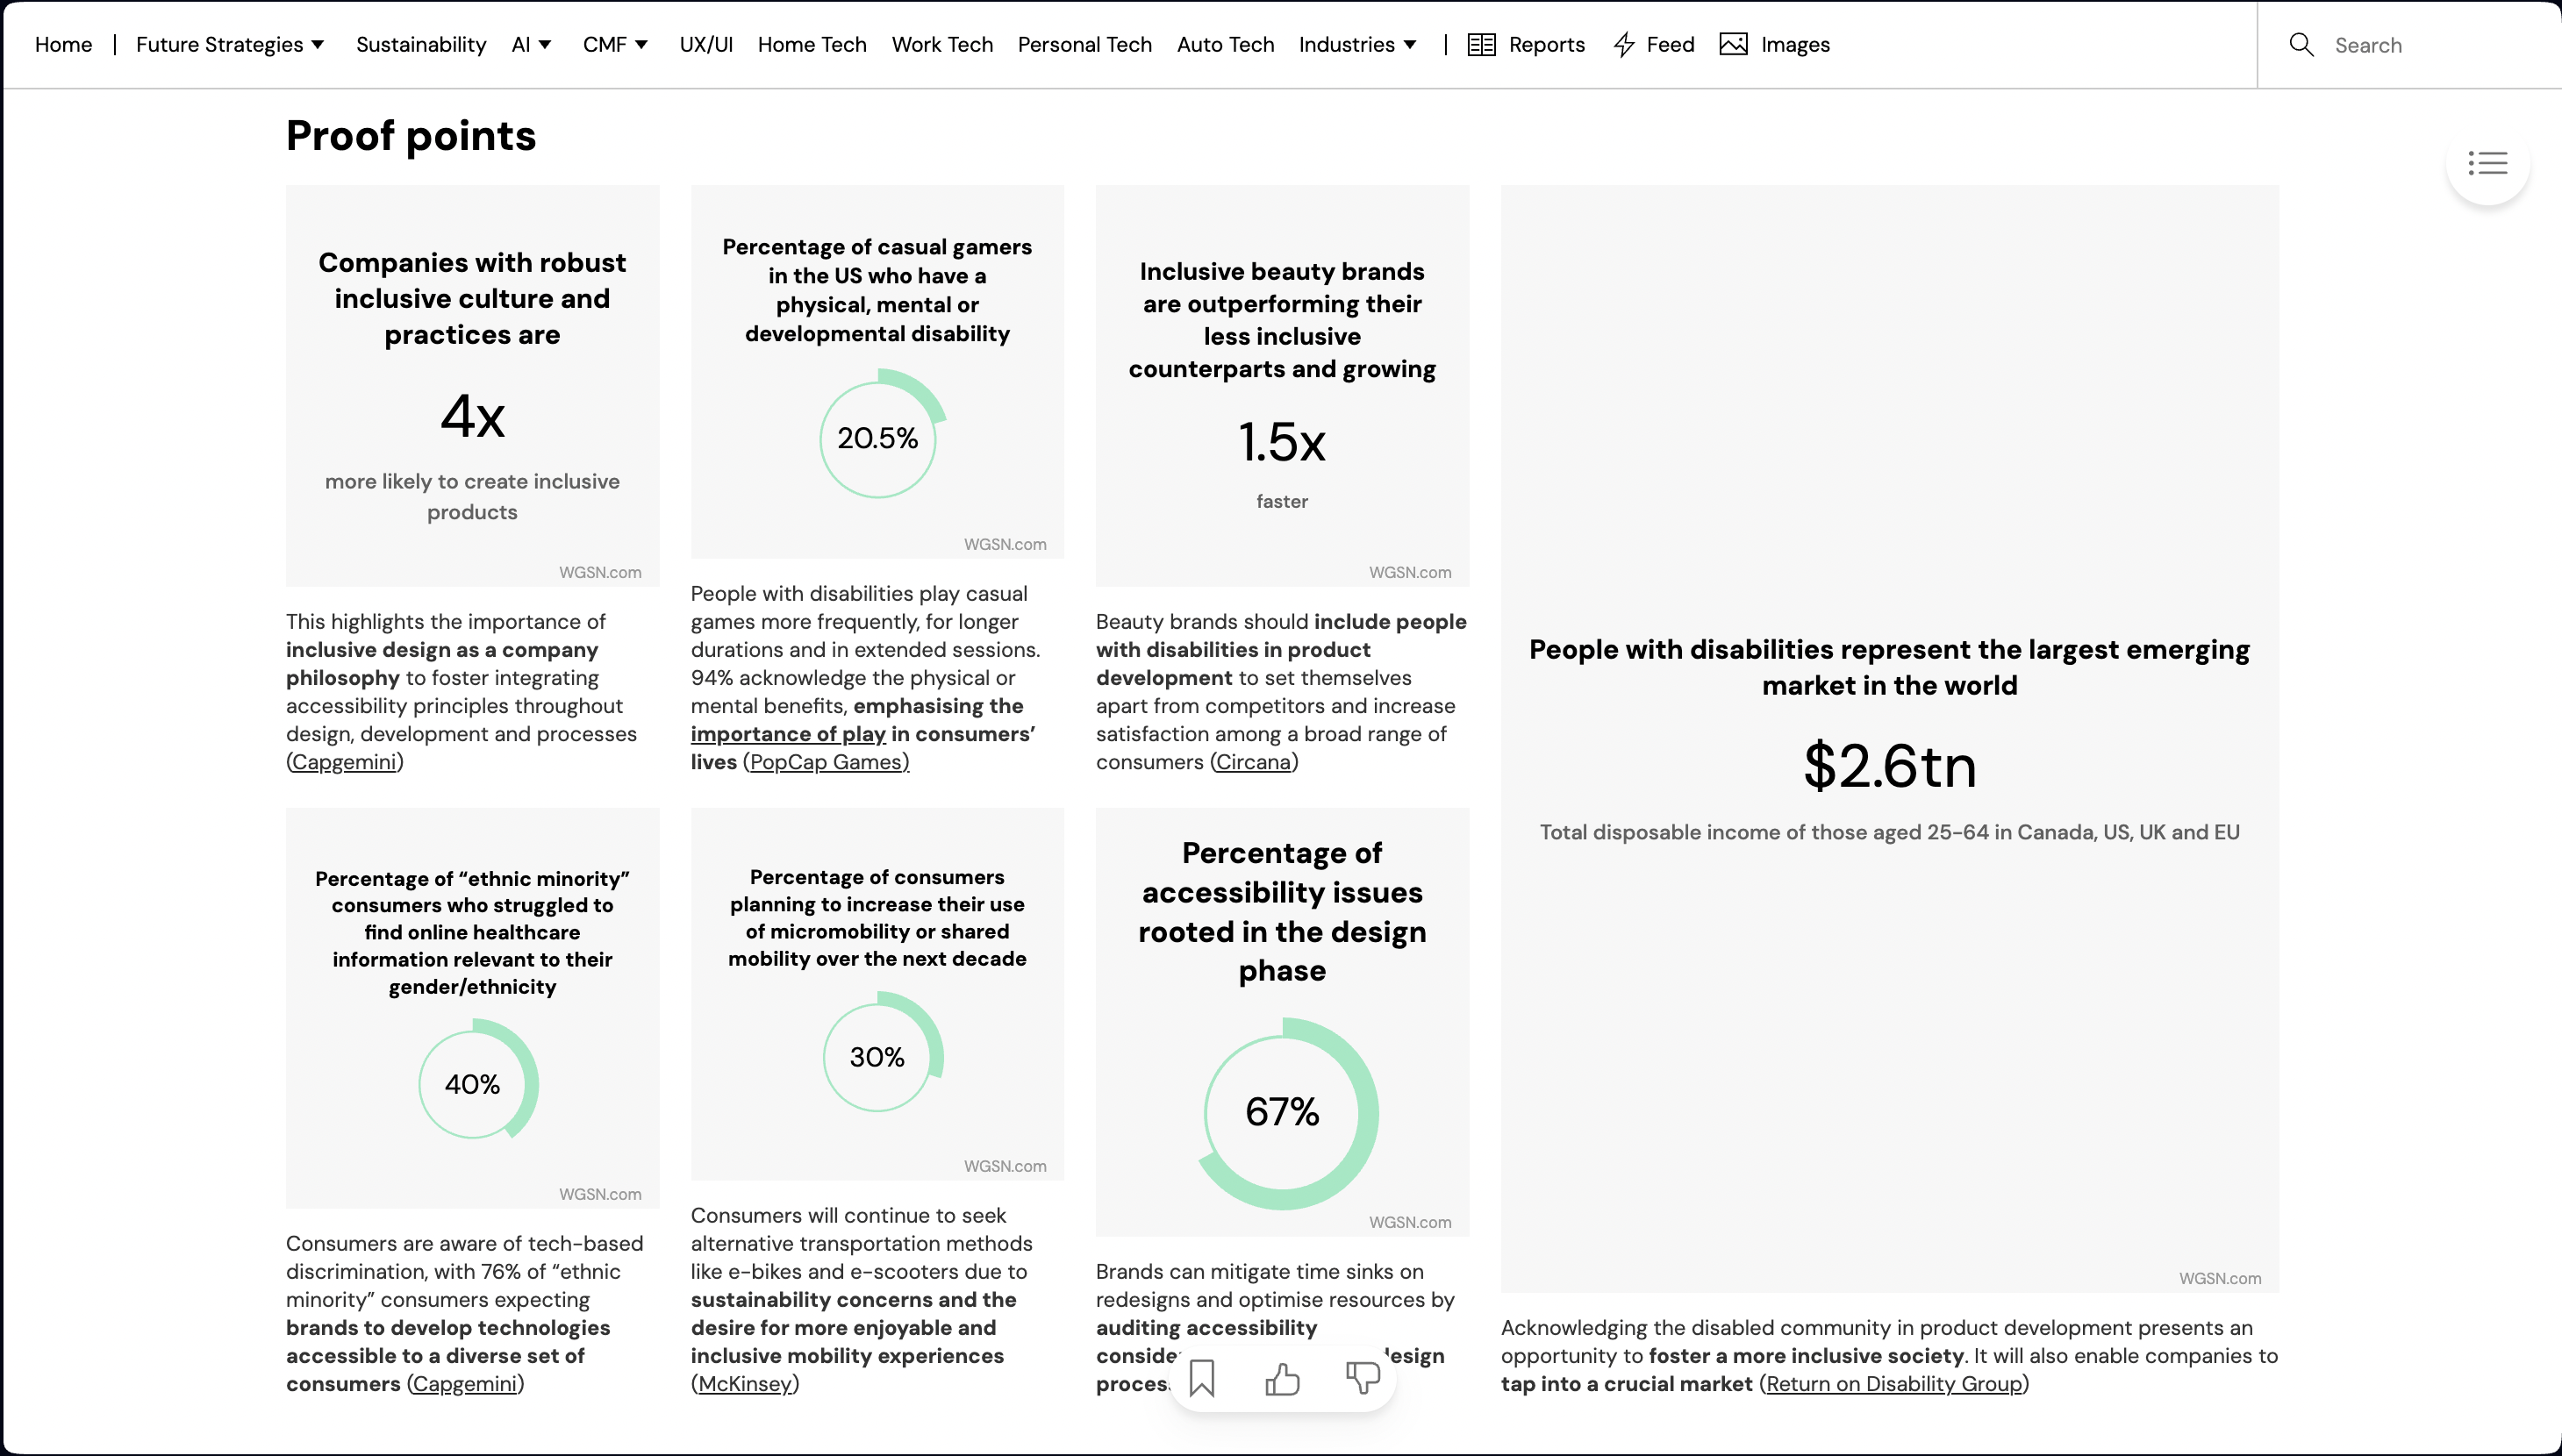 Home | Future Strategies Sustainability AI CMF UX/UI Home Tech Work Tech Personal Tech Auto Tech Industries | Reports Feed Images Search
Proof points
Companies with robust
inclusive culture and
practices are
4x
more likely to create inclusive
products
WGSN.com
This highlights the importance of
inclusive design as a company
philosophy to foster integrating
accessibility principles throughout
design, development and processes
(Capgemini)
Percentage of casual gamers
in the US who have a
physical, mental or
developmental disability
20.5%
WGSN.com
People with disabilities play casual
games more frequently, for longer
durations and in extended sessions.
94% acknowledge the physical or
mental benefits, emphasising the
importance of play in consumers’
lives (PopCap Games)
Inclusive beauty brands
are outperforming their
less inclusive
counterparts and growing
1.5x
faster
WGSN.com
Beauty brands should include people
with disabilities in product
development to set themselves
apart from competitors and increase
satisfaction among a broad range of
consumers (Circana)
People with disabilities represent the largest emerging
market in the world
$2.6tn
Total disposable income of those aged 25-64 in Canada, US, UK and EU
WGSN.com
Acknowledging the disabled community in product development presents an
opportunity to foster a more inclusive society. It will also enable companies to
tap into a crucial market (Return on Disability Group)
Percentage of “ethnic minority”
consumers who struggled to
find online healthcare
information relevant to their
gender/ethnicity
40%
WGSN.com
Consumers are aware of tech-based
discrimination, with 76% of “ethnic
minority” consumers expecting
brands to develop technologies
accessible to a diverse set of
consumers (Capgemini)
Percentage of consumers
planning to increase their use
of micromobility or shared
mobility over the next decade
30%
WGSN.com
Consumers will continue to seek
alternative transportation methods
like e-bikes and e-scooters due to
sustainability concerns and the
desire for more enjoyable and
inclusive mobility experiences
(McKinsey)
Percentage of
accessibility issues
rooted in the design
phase
67%
WGSN.com
Brands can mitigate time sinks on
redesigns and optimise resources by
auditing accessibility